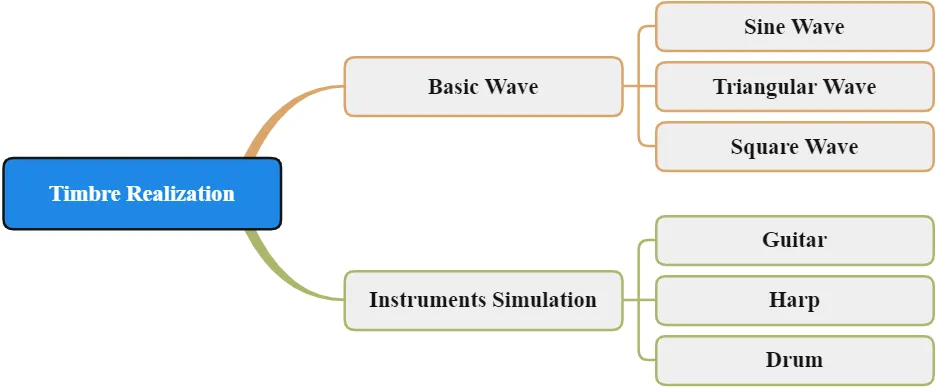 Timbre Realization
Basic Wave
Sine Wave
Triangular Wave
Square Wave
Instruments Simulation
Guitar
Harp
Drum